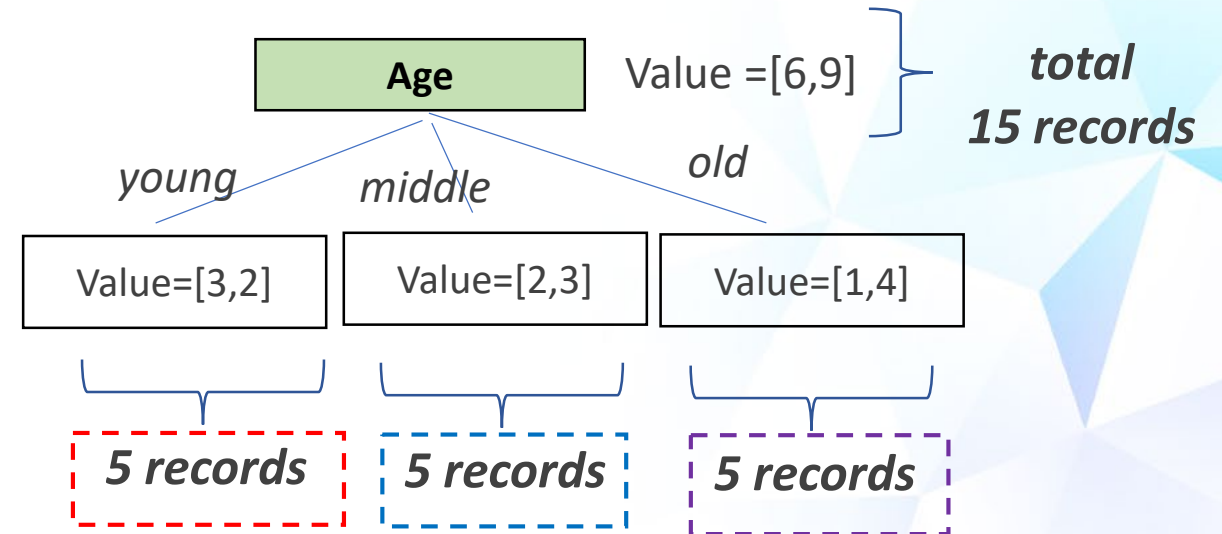 Age
Value =[6,9]
total
15 records
young
middle
old
Value=[3,2]
Value=[2,3]
Value=[1,4]
5 records
5 records
5 records